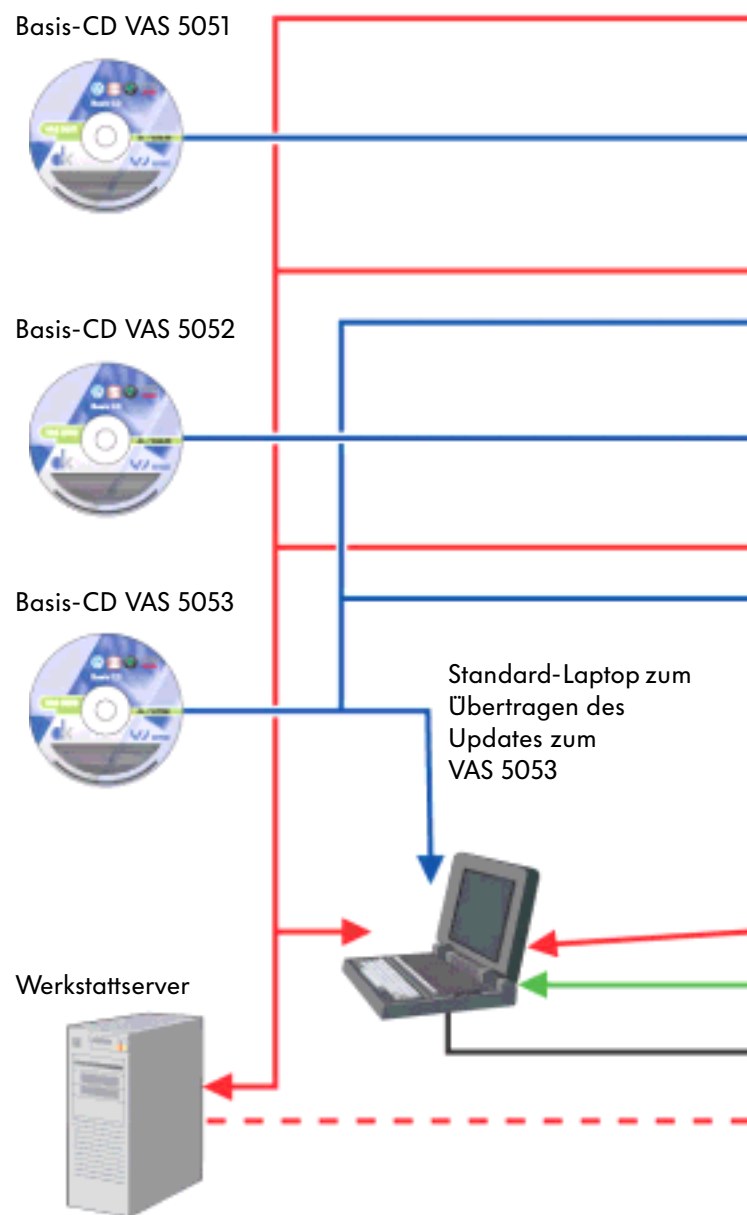 Basis-CD VAS 5051
Basis-CD VAS 5052
Basis-CD VAS 5053
Standard-Laptop zum
Übertragen des
Updates zum
VAS 5053
Werkstattserver